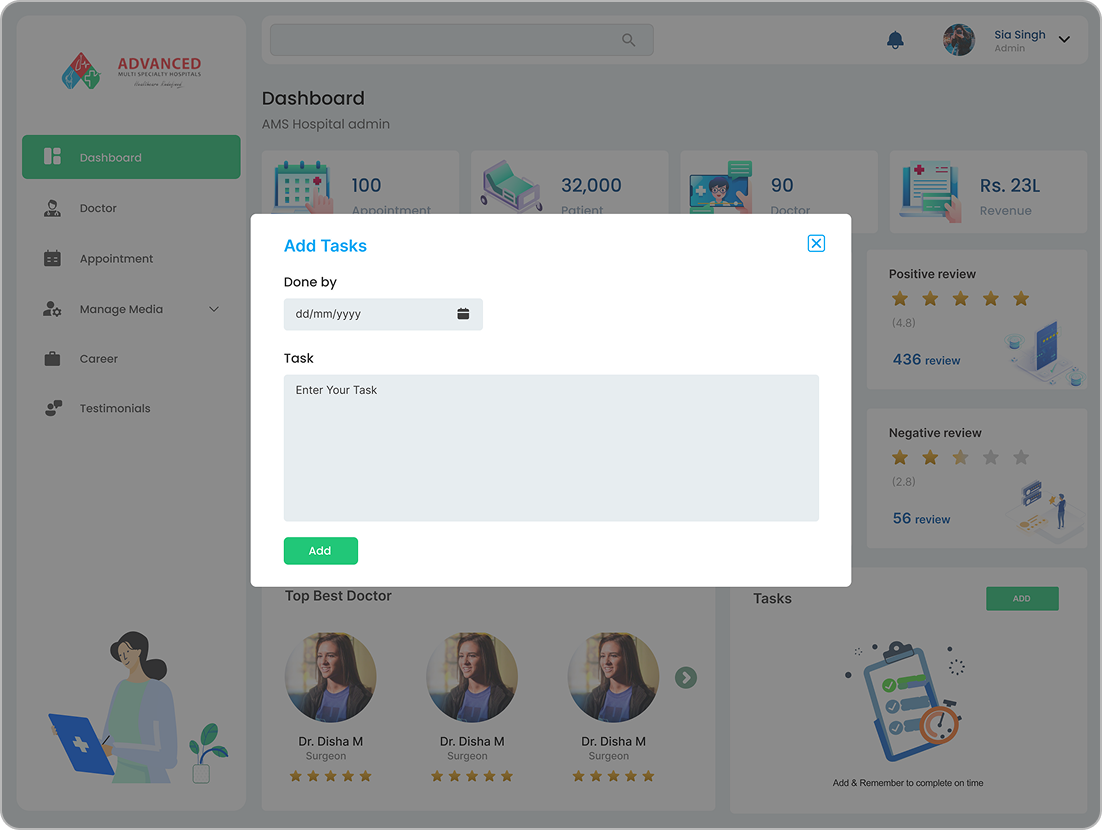 ADVANCED
MULTI SPECIALTY HOSPITALS
Sia Singh
Admin
Dashboard
AMS Hospital admin
Dashboard
Doctor
Appointment
Manage Media
Career
Testimonials
100
Appointment
32,000
Patient
90
Doctor
Rs. 23L
Revenue
Add Tasks
Done by
dd/mm/yyyy
Task
Enter Your Task
Add
Positive review
(4.8)
436 review
Negative review
(2.8)
56 review
Top Best Doctor
Dr. Disha M
Surgeon
Dr. Disha M
Surgeon
Dr. Disha M
Surgeon
Tasks
ADD
Add & Remember to complete on time